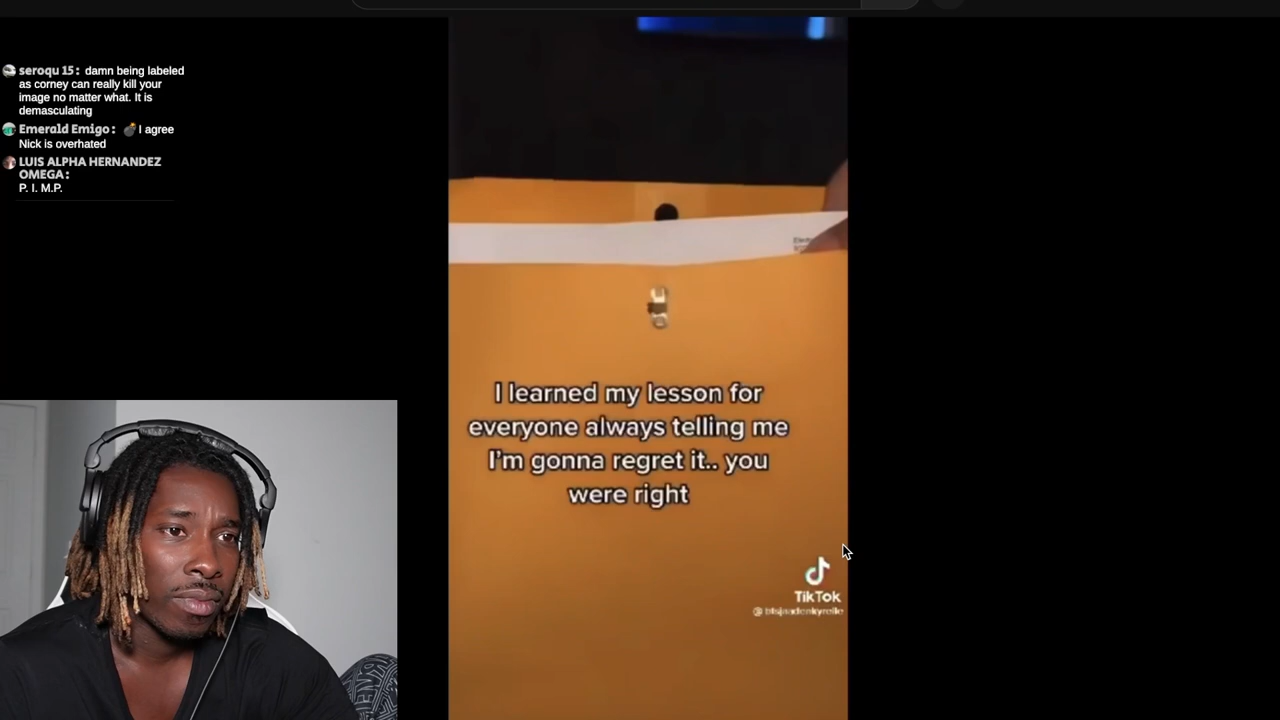 seroqu 15: damn being labeled
as corney can really kill your
image no matter what. It is
demasculating
Emerald Emigo: 💣I agree
Nick is overhated
LUIS ALPHA HERNANDEZ
OMEGA:
P. I. M.P.
I learned my lesson for
everyone always telling me
I'm gonna regret it.. you
were right
TikTok